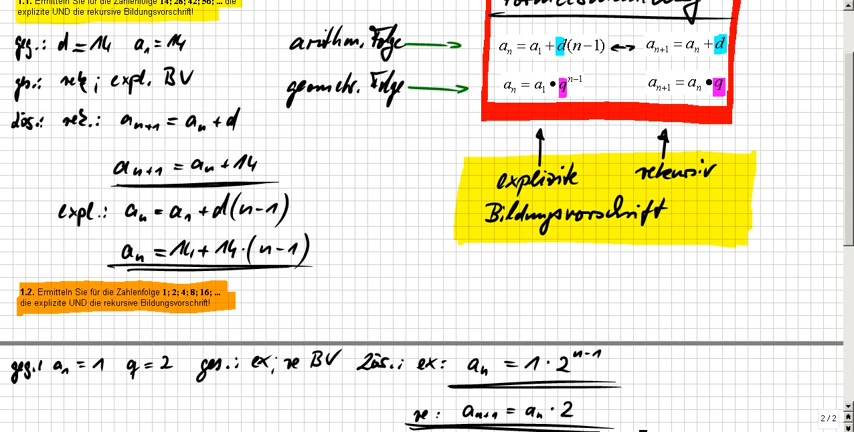 1.1. Ermitteln Sie für die Zahlenfolge 14; 28; 42; 56; ... die
explizite UND die rekursive Bildungsvorschrift!
geg.: d = 14 a₁ = 14
ges.: rek; expl. BV
Lös.: rek.: aₙ₊₁ = aₙ + d
aₙ₊₁ = aₙ + 14
expl.: aₙ = a₁ + d(n-1)
aₙ = 14 + 14·(n-1)
arithm. Folge
geometr. Folge
aₙ = a₁ + d(n−1) ↔ aₙ₊₁ = aₙ + d
aₙ = a₁ • qⁿ⁻¹ aₙ₊₁ = aₙ • q
explizite rekursiv
Bildungsvorschrift
1.2. Ermitteln Sie für die Zahlenfolge 1; 2; 4; 8; 16; ...
die explizite UND die rekursive Bildungsvorschrift!
geg.: a₁ = 1 q = 2 ges.: ex; re BV Lös.: ex: aₙ = 1 · 2ⁿ⁻¹
re: aₙ₊₁ = aₙ · 2
2 / 2